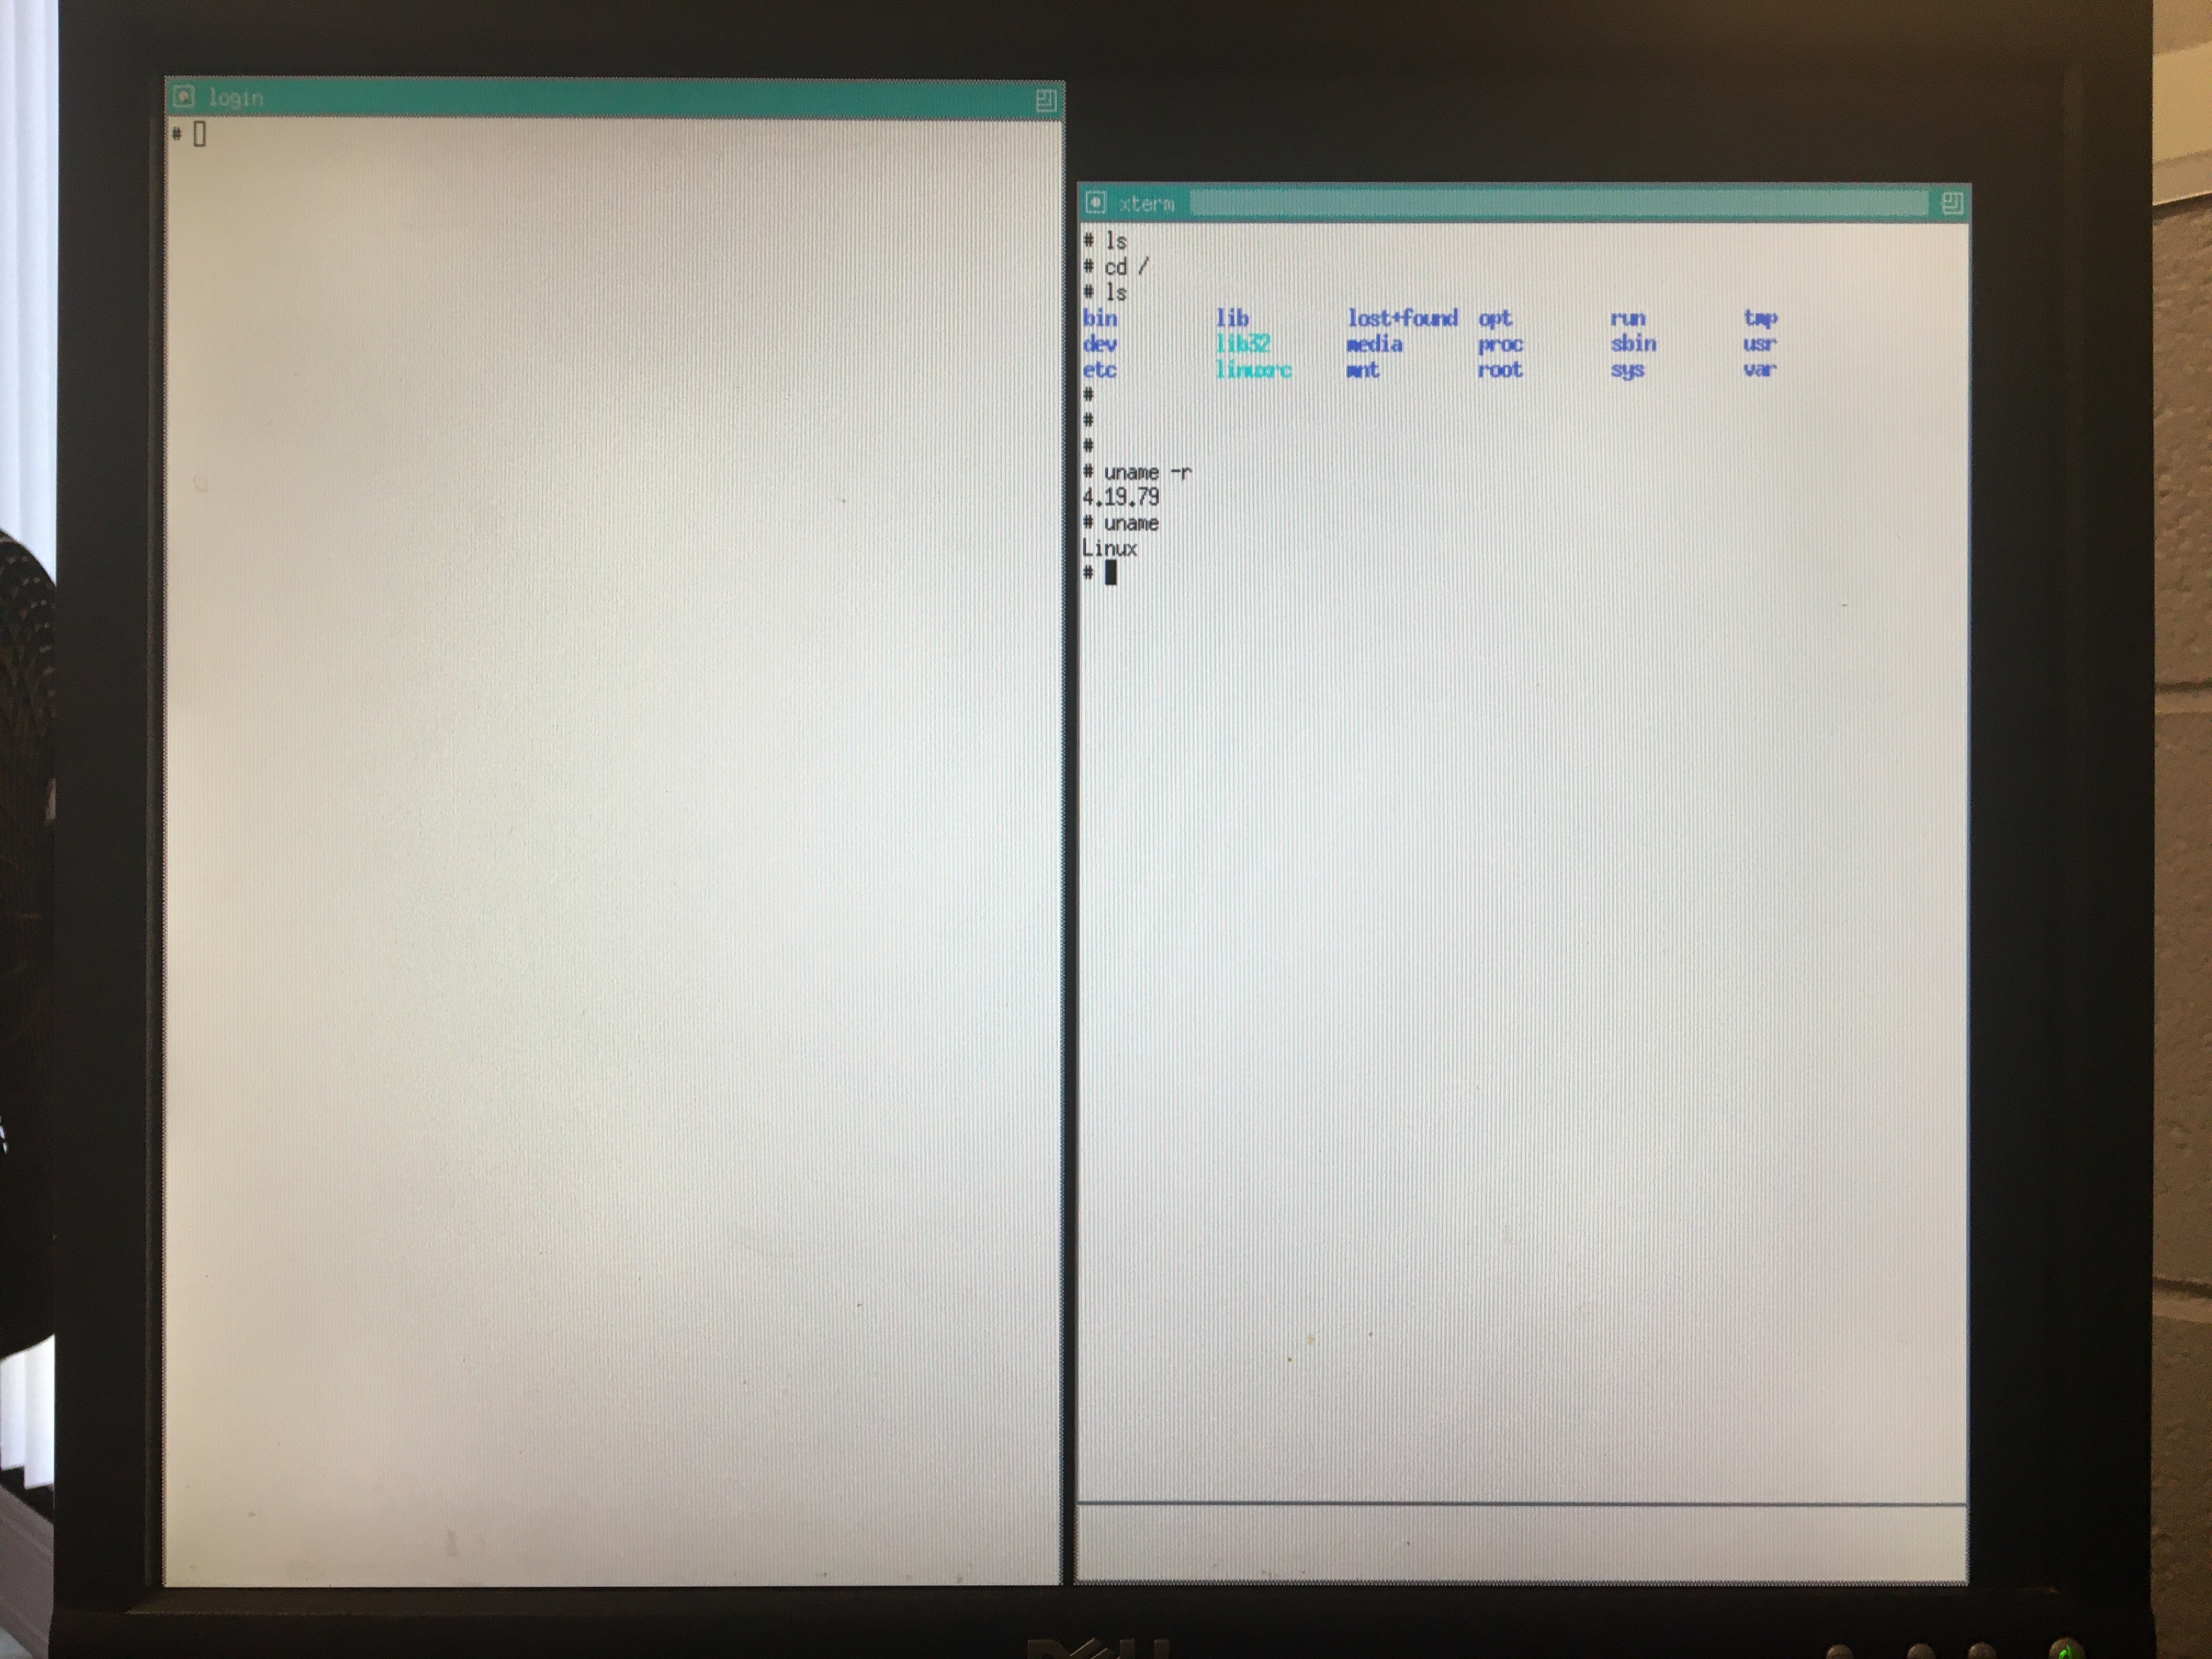 login
#
xterm
# ls
# cd /
# ls
bin lib lost+found opt run tmp
dev lib32 media proc sbin usr
etc linuxrc mnt root sys var
#
#
#
# uname -r
4.19.79
# uname
Linux
#
DELL